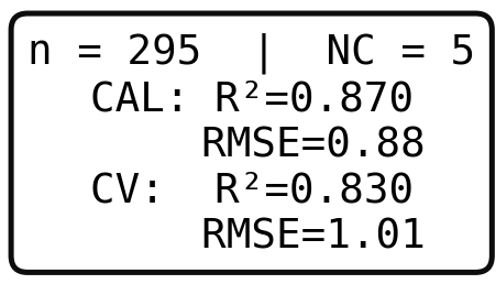 n = 295 | NC = 5
CAL: R²=0.870
RMSE=0.88
CV: R²=0.830
RMSE=1.01